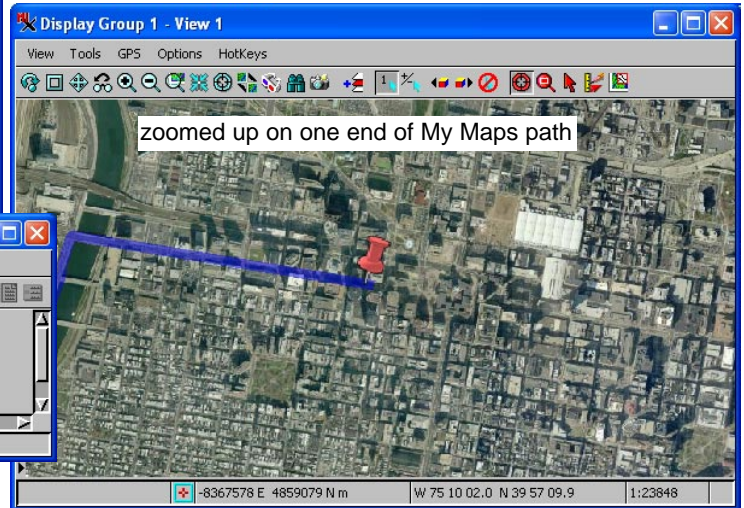 Display Group 1 - View 1
View Tools GPS Options HotKeys
zoomed up on one end of My Maps path
-8367578 E 4859079 N m W 75 10 02.0 N 39 57 09.9 1:23848